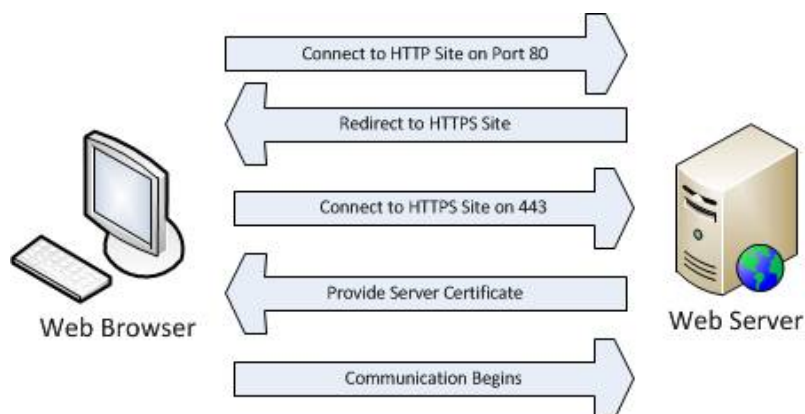 Connect to HTTP Site on Port 80
Redirect to HTTPS Site
Connect to HTTPS Site on 443
Provide Server Certificate
Communication Begins
Web Browser
Web Server